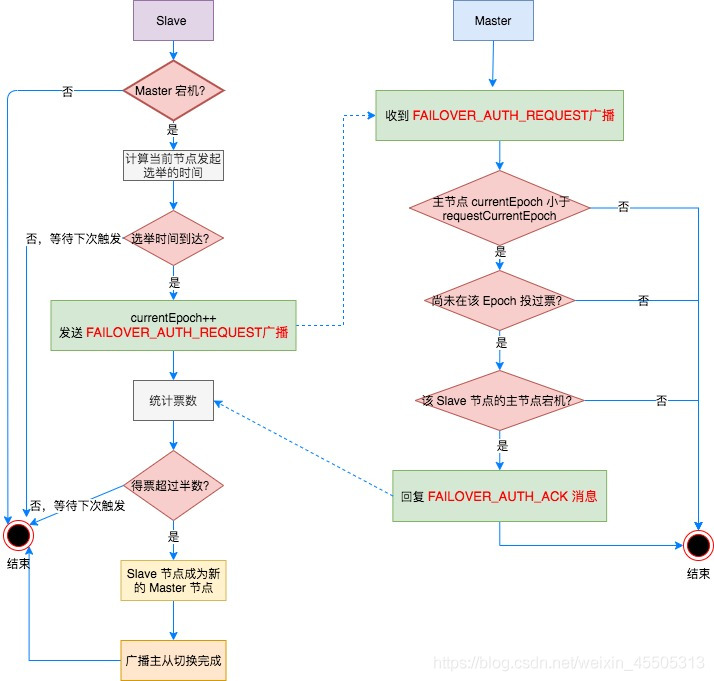 Slave
Master 宕机?
否
是
计算当前节点发起
选举的时间
选举时间到达?
否，等待下次触发
是
currentEpoch++
发送 FAILOVER_AUTH_REQUEST广播
统计票数
得票超过半数?
否，等待下次触发
是
结束
Slave 节点成为新
的 Master 节点
广播主从切换完成
Master
收到 FAILOVER_AUTH_REQUEST广播
主节点 currentEpoch 小于
requestCurrentEpoch
否
是
尚未在该 Epoch 投过票?
否
是
该 Slave 节点的主节点宕机?
否
是
回复 FAILOVER_AUTH_ACK 消息
结束
https://blog.csdn.net/weixin_45505313